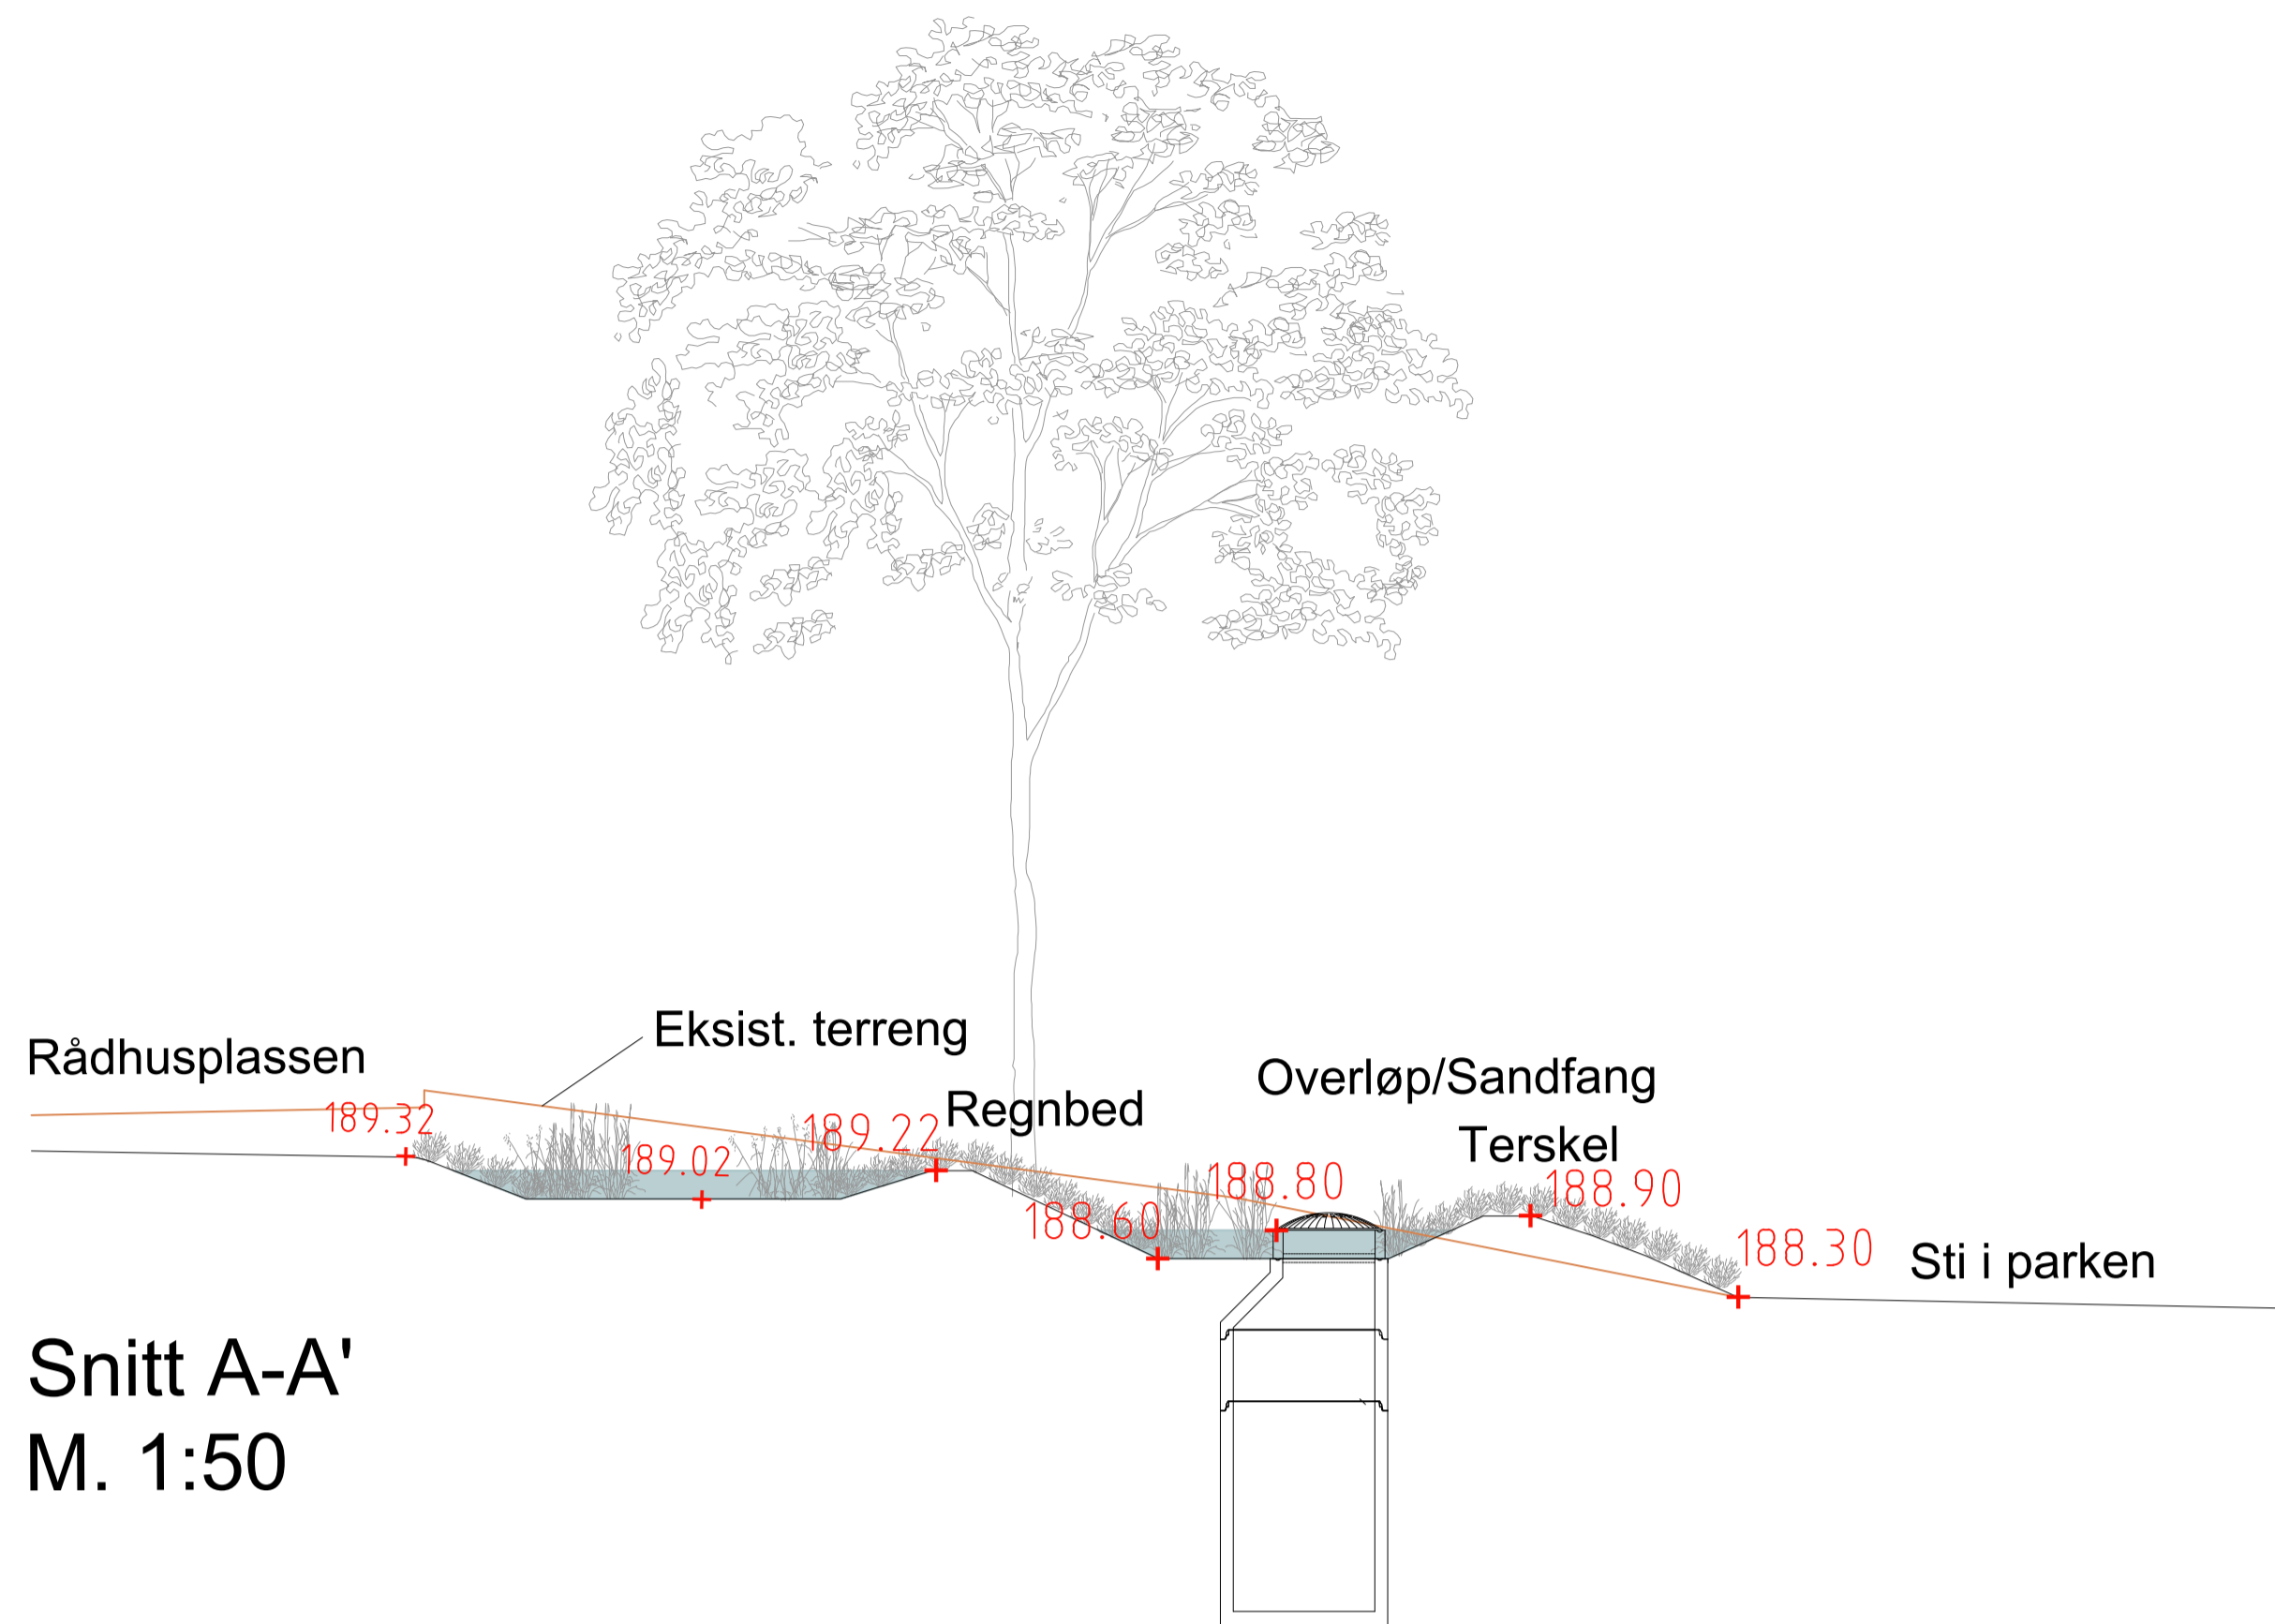 Eksist. terreng
Rådhusplassen
Overløp/Sandfang
Regnbed
189.32
189.22
Terskel
189.02
188.80
188.90
188.60
188.30
Sti i parken
Snitt A-A'
M. 1:50